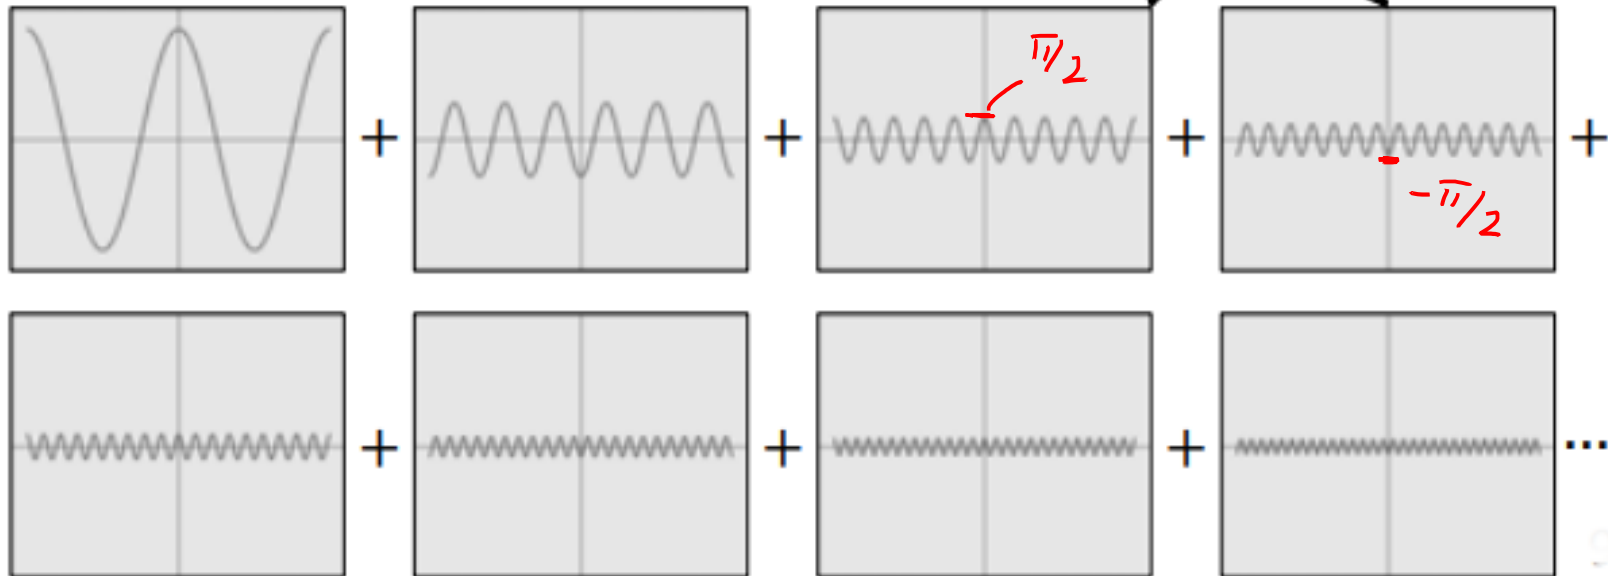 π/2
+ + + +
-π/2
+ + + ...